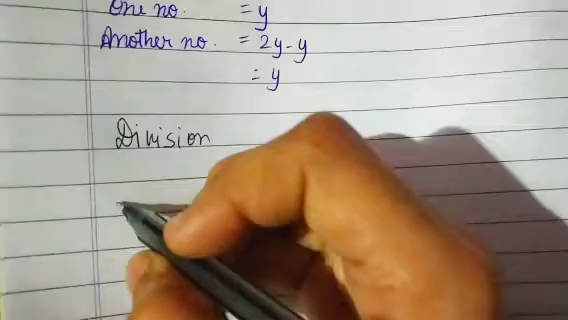 One no. = y
Another no. = 2y - y
= y
Division